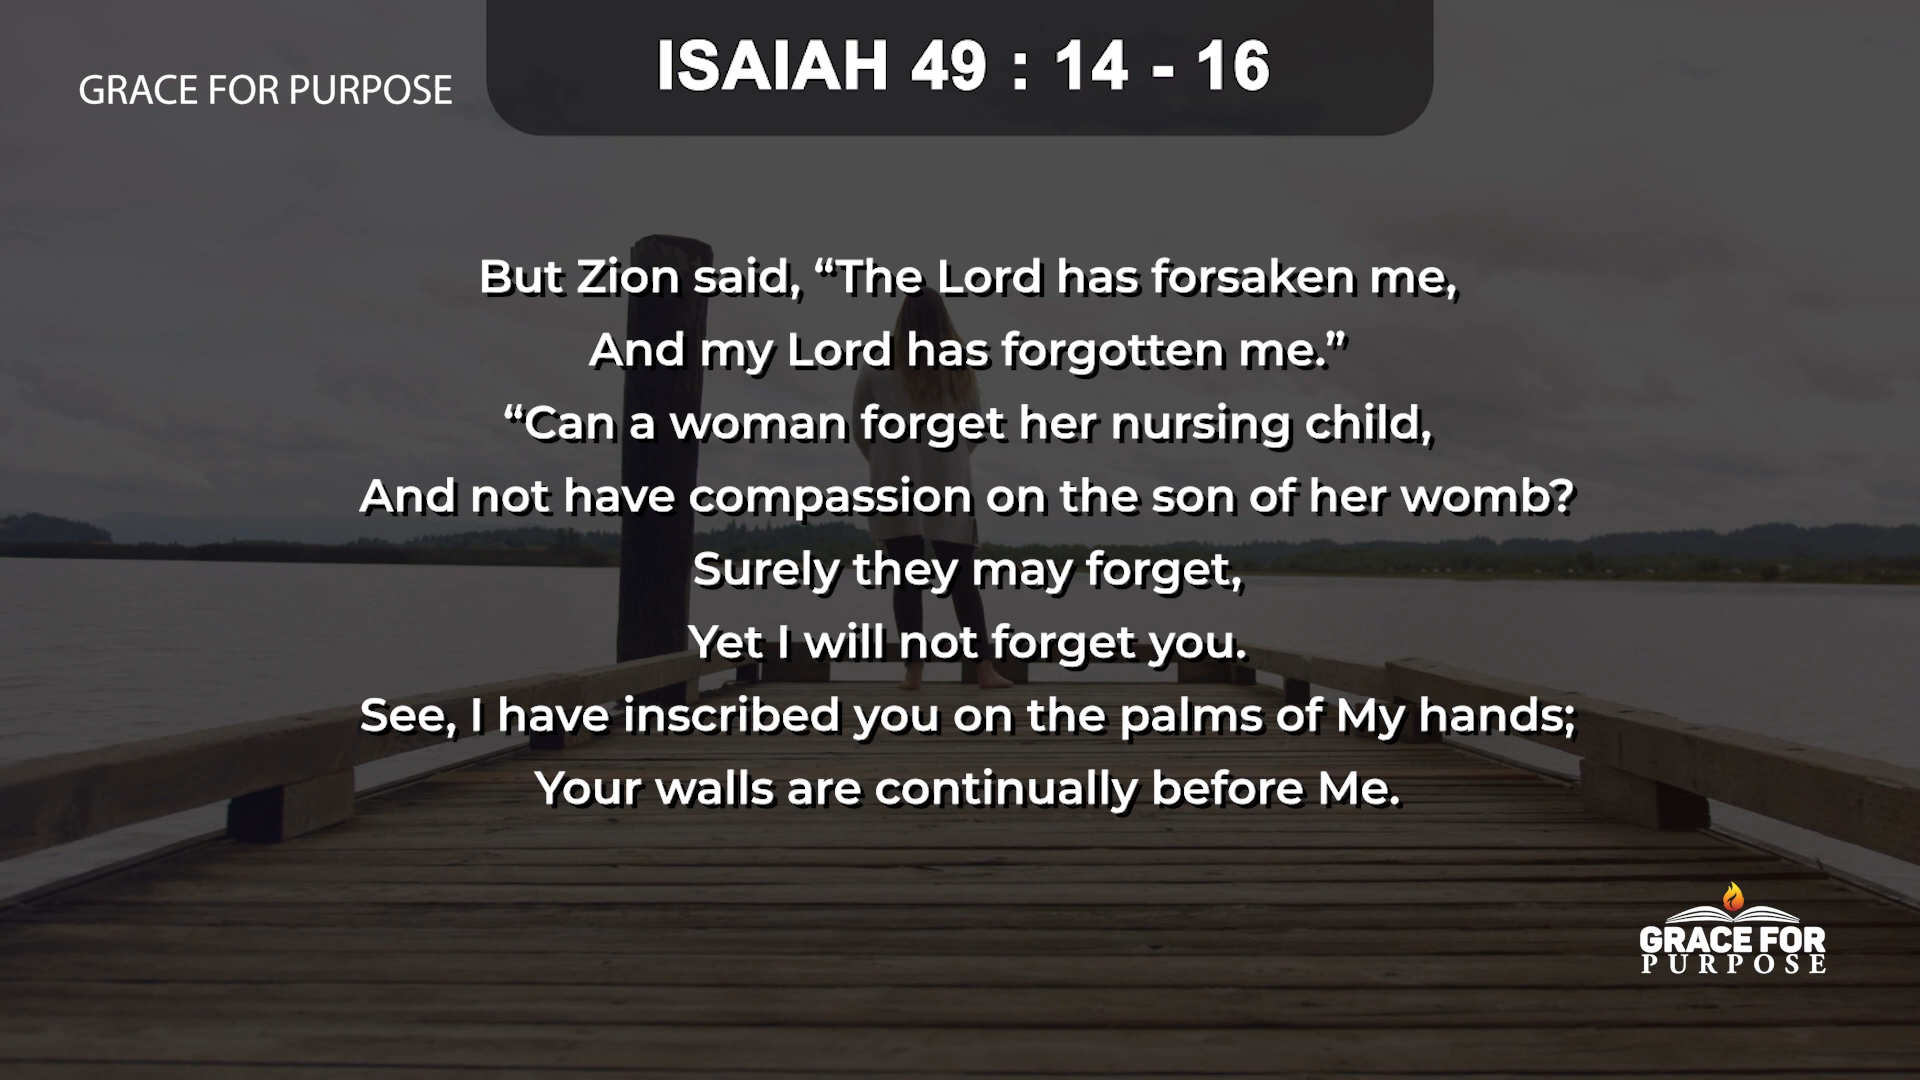 GRACE FOR PURPOSE
ISAIAH 49 : 14 - 16
But Zion said, “The Lord has forsaken me,
And my Lord has forgotten me.”
“Can a woman forget her nursing child,
And not have compassion on the son of her womb?
Surely they may forget,
Yet I will not forget you.
See, I have inscribed you on the palms of My hands;
Your walls are continually before Me.
GRACE FOR
PURPOSE